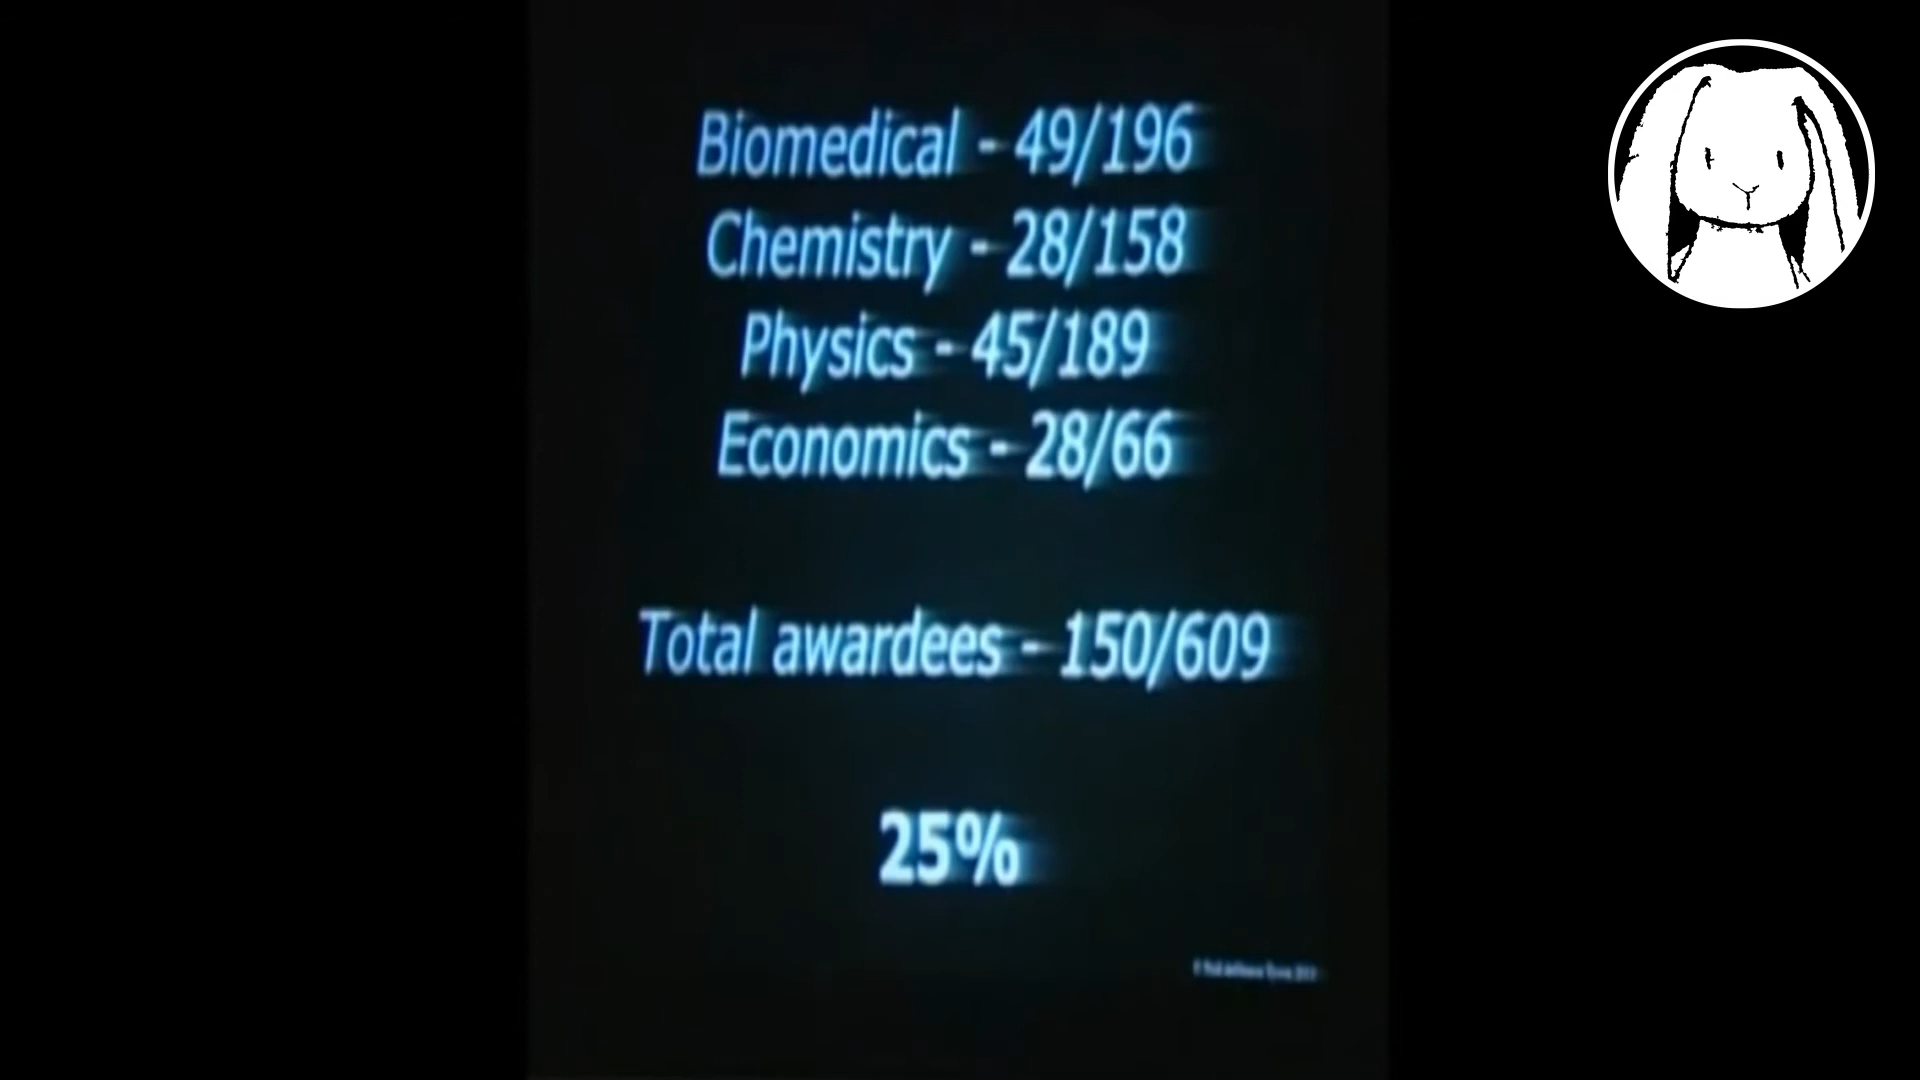 Biomedical - 49/196
Chemistry - 28/158
Physics - 45/189
Economics - 28/66
Total awardees - 150/609
25%